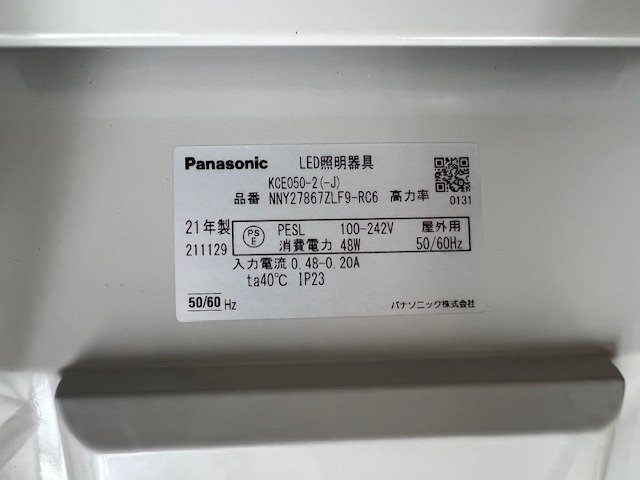 Panasonic LED照明器具
KCE050-2(-J)
品番 NNY27867ZLF9-RC6 高力率
0131
21年製
211129
PS
E
PESL 100-242V 屋外用
消費電力 48W 50/60Hz
入力電流 0.48-0.20A
ta40℃ IP23
50/60 Hz
パナソニック株式会社